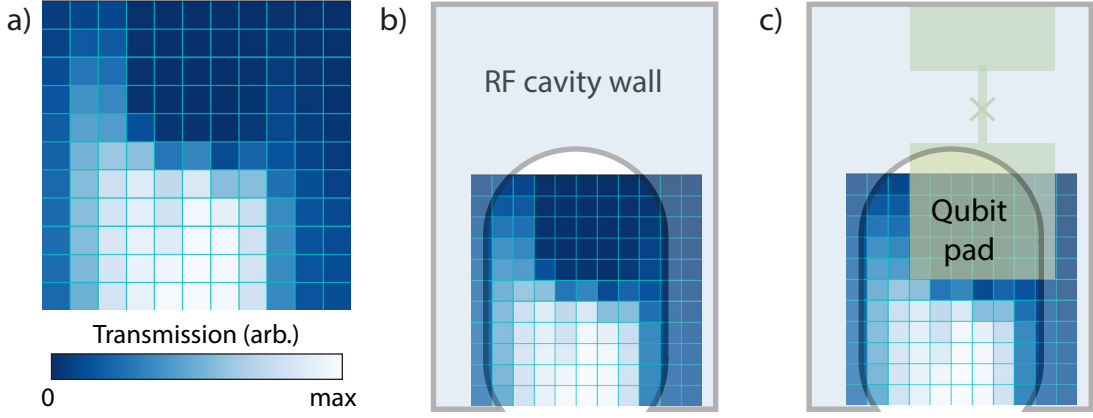 a)
Transmission (arb.)
0
max
b)
RF cavity wall
c)
Qubit
pad